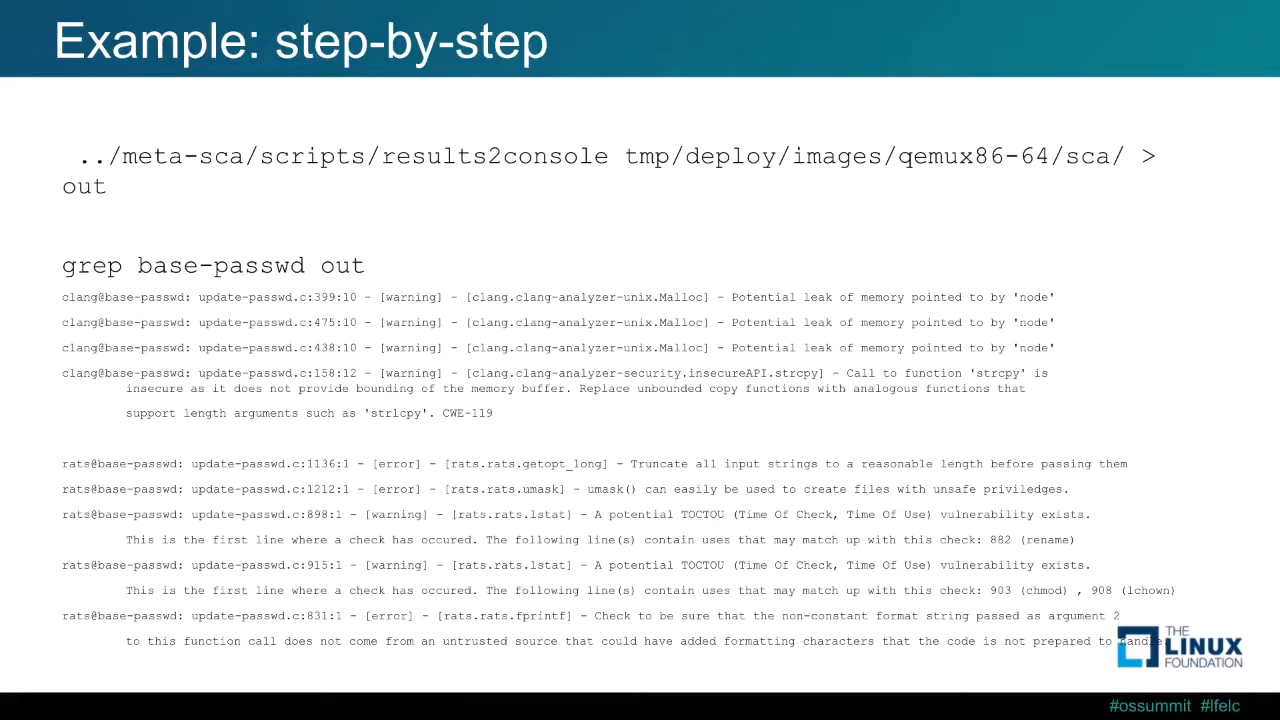 Example: step-by-step
../meta-sca/scripts/results2console tmp/deploy/images/qemux86-64/sca/ >
out
grep base-passwd out
clang@base-passwd: update-passwd.c:399:10 - [warning] - [clang.clang-analyzer-unix.Malloc] - Potential leak of memory pointed to by 'node'
clang@base-passwd: update-passwd.c:475:10 - [warning] - [clang.clang-analyzer-unix.Malloc] - Potential leak of memory pointed to by 'node'
clang@base-passwd: update-passwd.c:438:10 - [warning] - [clang.clang-analyzer-unix.Malloc] - Potential leak of memory pointed to by 'node'
clang@base-passwd: update-passwd.c:158:12 - [warning] - [clang.clang-analyzer-security.insecureAPI.strcpy] - Call to function 'strcpy' is
insecure as it does not provide bounding of the memory buffer. Replace unbounded copy functions with analogous functions that
support length arguments such as 'strlcpy'. CWE-119
rats@base-passwd: update-passwd.c:1136:1 - [error] - [rats.rats.getopt_long] - Truncate all input strings to a reasonable length before passing them
rats@base-passwd: update-passwd.c:1212:1 - [error] - [rats.rats.umask] - umask() can easily be used to create files with unsafe priviledges.
rats@base-passwd: update-passwd.c:898:1 - [warning] - [rats.rats.lstat] - A potential TOCTOU (Time Of Check, Time Of Use) vulnerability exists.
This is the first line where a check has occured. The following line(s) contain uses that may match up with this check: 882 (rename)
rats@base-passwd: update-passwd.c:915:1 - [warning] - [rats.rats.lstat] - A potential TOCTOU (Time Of Check, Time Of Use) vulnerability exists.
This is the first line where a check has occured. The following line(s) contain uses that may match up with this check: 903 (chmod) , 908 (lchown)
rats@base-passwd: update-passwd.c:831:1 - [error] - [rats.rats.fprintf] - Check to be sure that the non-constant format string passed as argument 2
to this function call does not come from an untrusted source that could have added formatting characters that the code is not prepared to handle
THE
LINUX
FOUNDATION
#ossummit #lfelc